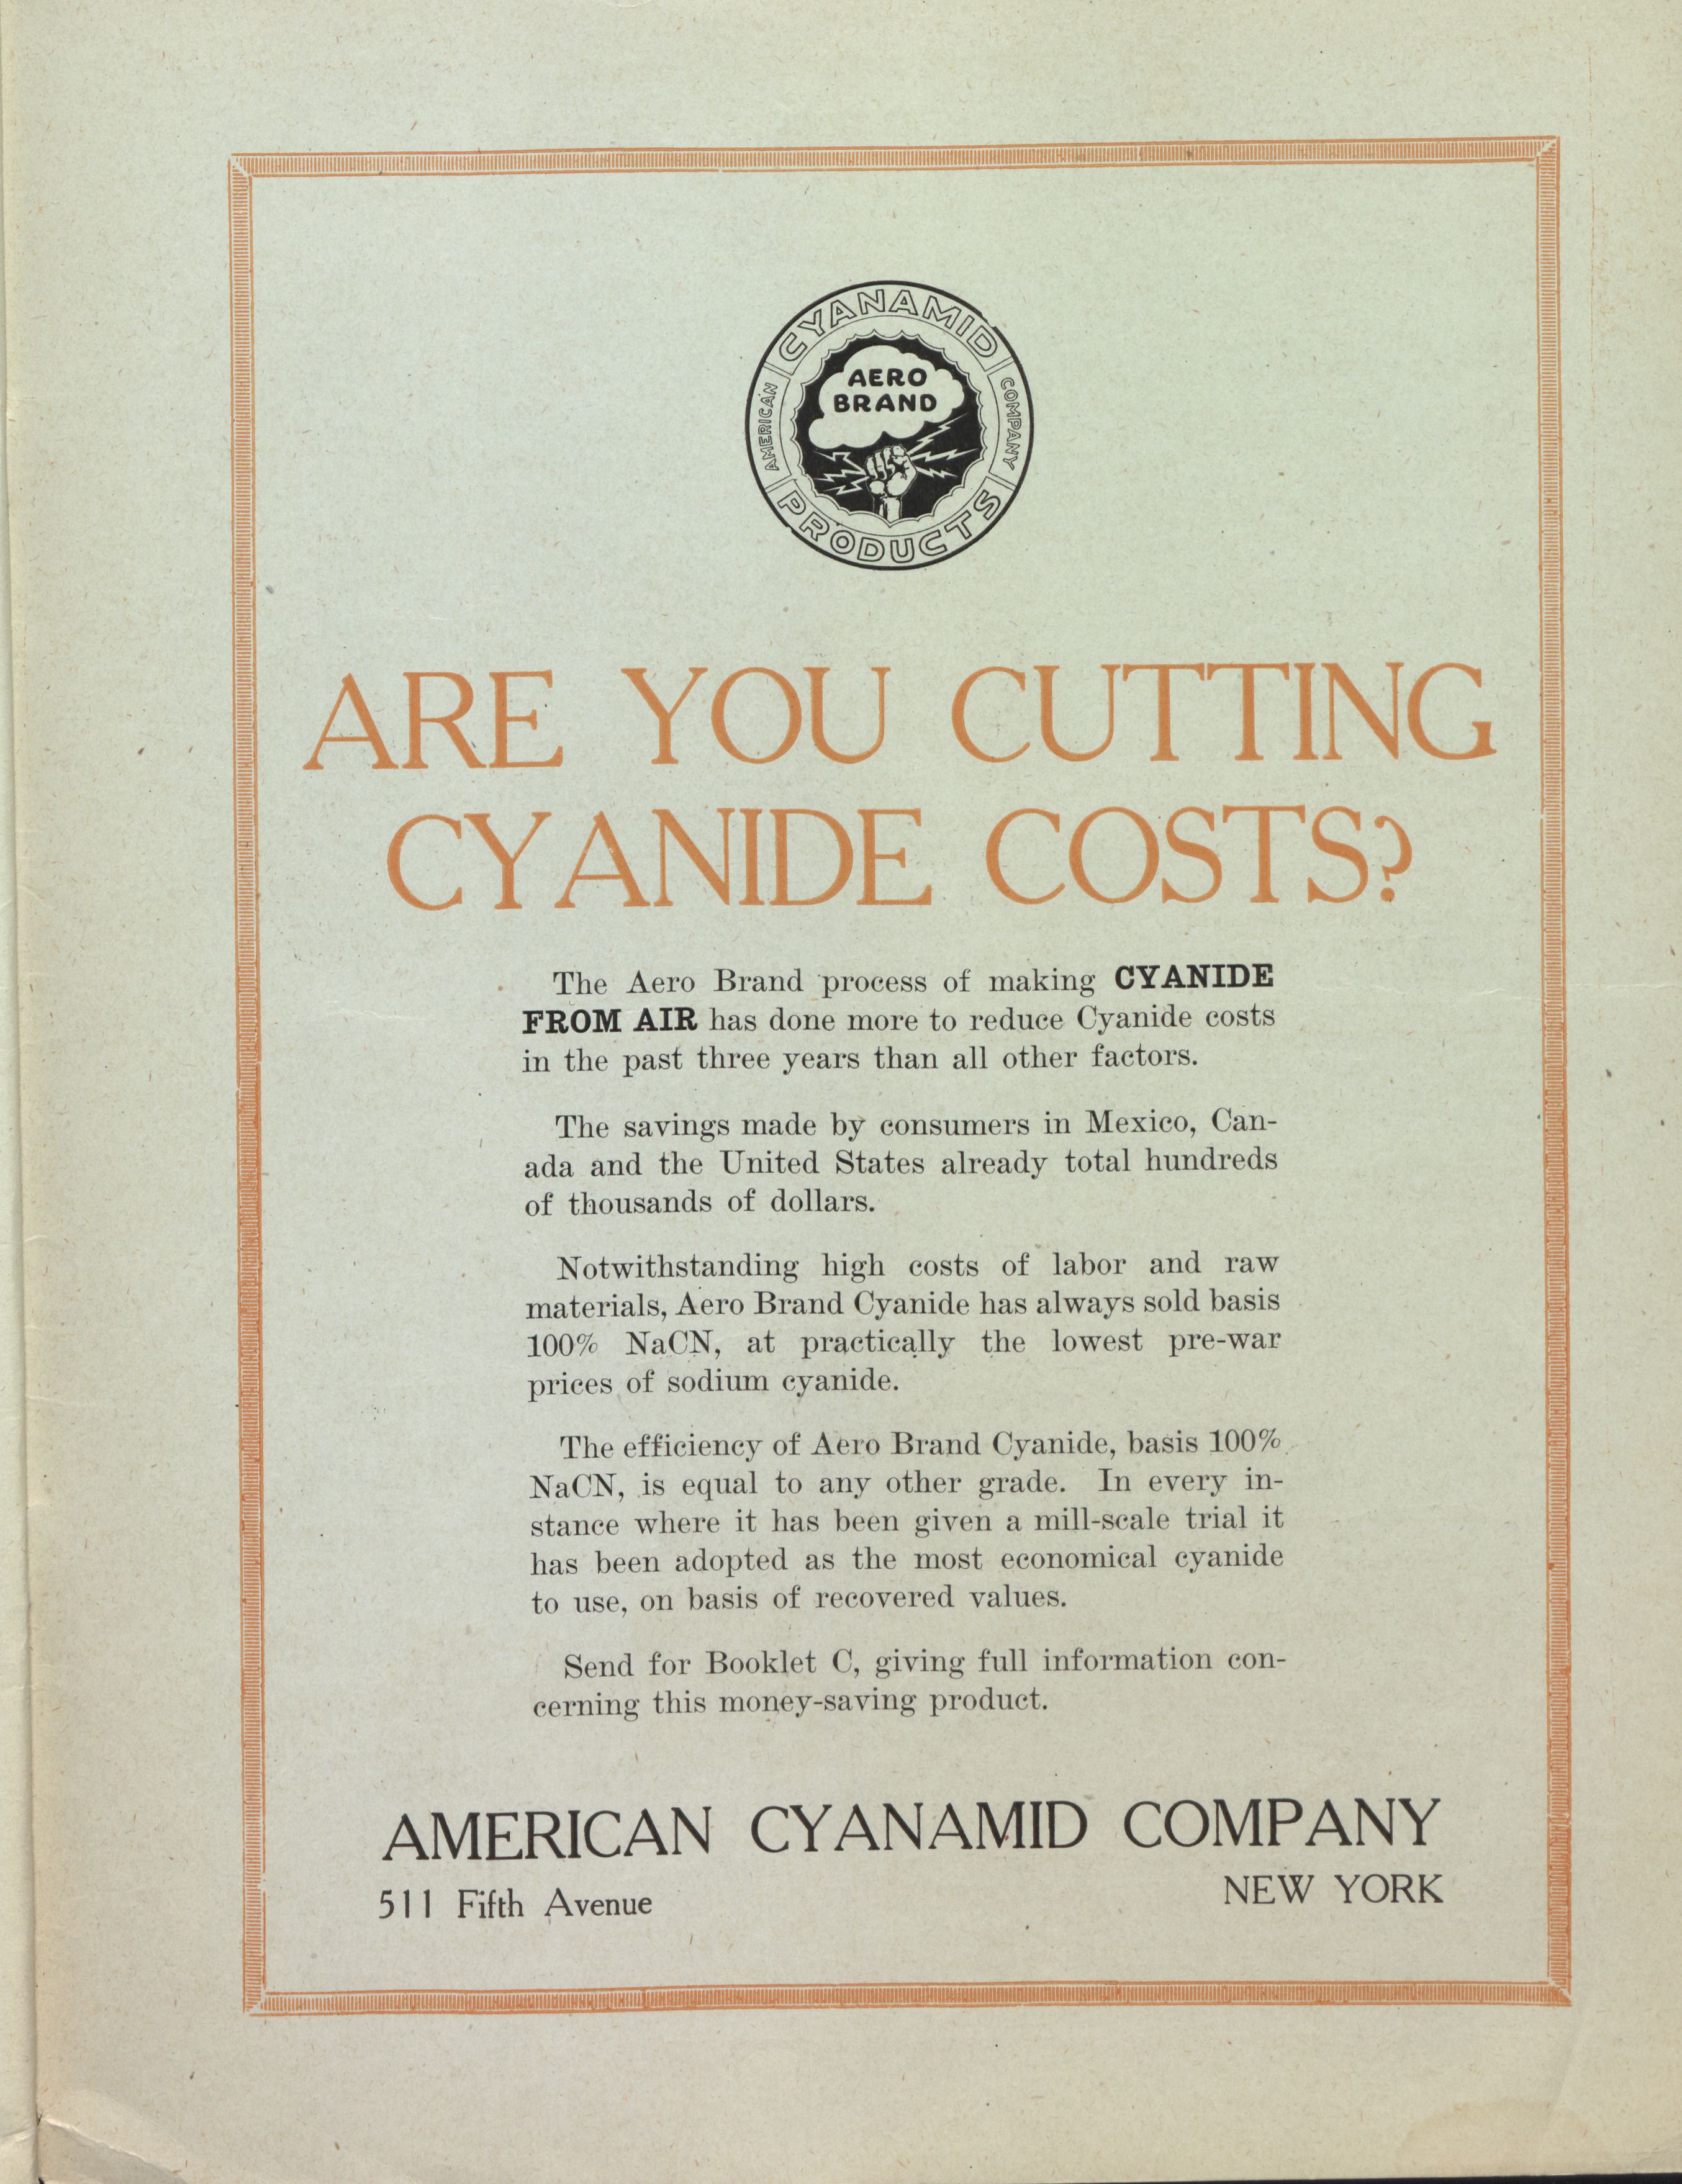 CYANAMID
AMERICAN
COMPANY
AERO
BRAND
PRODUCTS
ARE YOU CUTTING
CYANIDE COSTS?
The Aero Brand process of making CYANIDE
FROM AIR has done more to reduce Cyanide costs
in the past three years than all other factors.
The savings made by consumers in Mexico, Can-
ada and the United States already total hundreds
of thousands of dollars.
Notwithstanding high costs of labor and raw
materials, Aero Brand Cyanide has always sold basis
100% NaCN, at practically the lowest pre-war
prices of sodium cyanide.
The efficiency of Aero Brand Cyanide, basis 100%
NaCN, is equal to any other grade. In every in-
stance where it has been given a mill-scale trial it
has been adopted as the most economical cyanide
to use, on basis of recovered values.
Send for Booklet C, giving full information con-
cerning this money-saving product.
AMERICAN CYANAMID COMPANY
511 Fifth Avenue NEW YORK